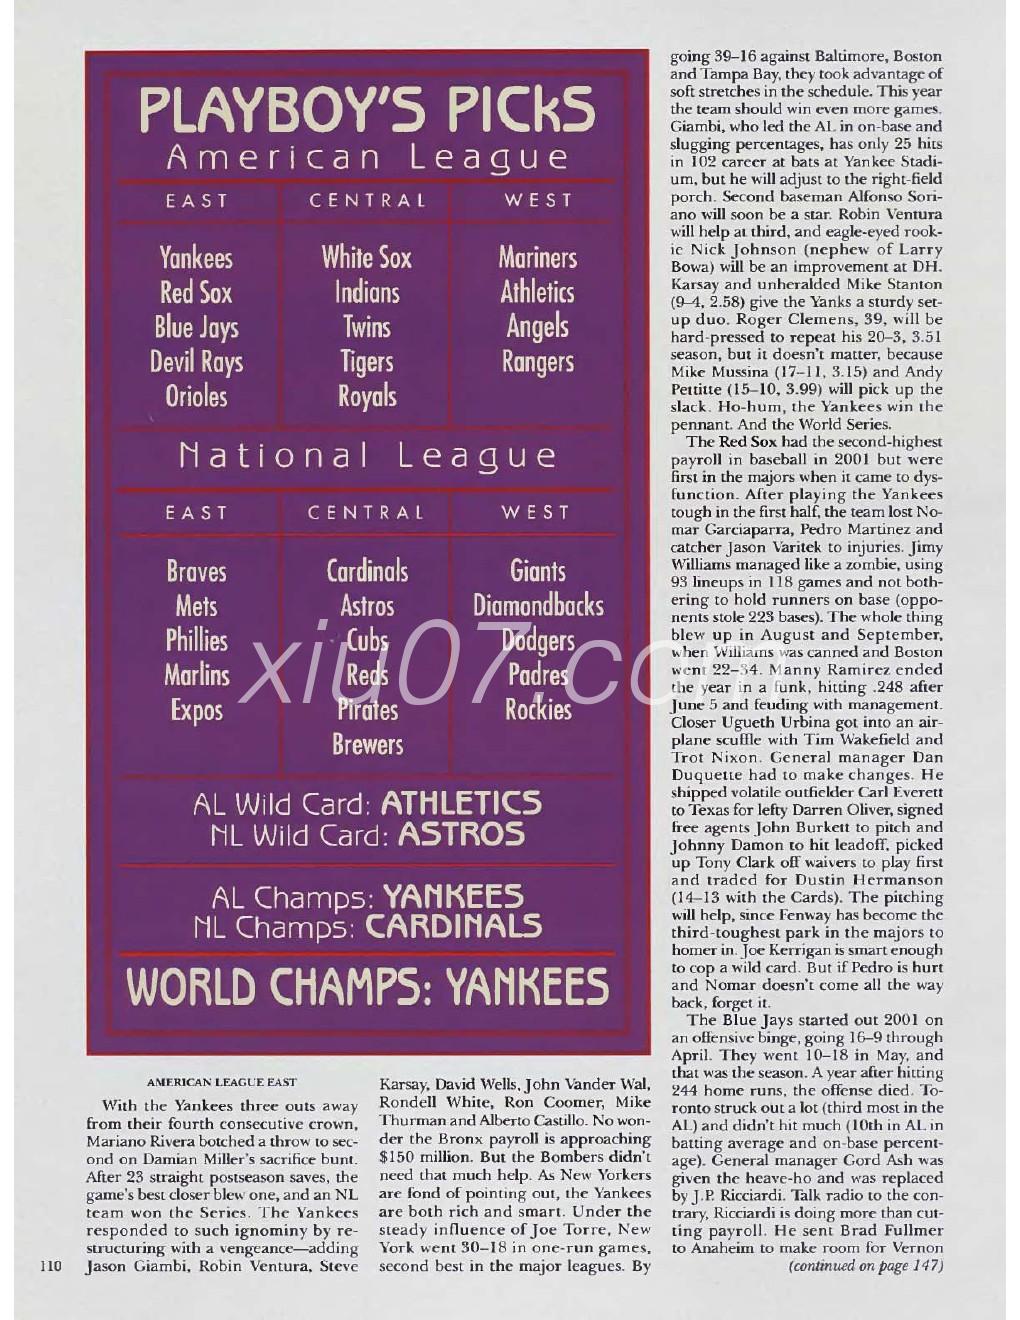 PLAYBOY'S PICKS
American League
EAST CENTRAL WEST
Yankees White Sox Mariners
Red Sox Indians Athletics
Blue Jays Twins Angels
Devil Rays Tigers Rangers
Orioles Royals
National League
EAST CENTRAL WEST
Braves Cardinals Giants
Mets Astros Diamondbacks
Phillies Cubs Dodgers
Marlins Reds Padres
Expos Pirates Rockies
Brewers
AL Wild Card: ATHLETICS
NL Wild Card: ASTROS
AL Champs: YANKEES
NL Champs: CARDINALS
WORLD CHAMPS: YANKEES
AMERICAN LEAGUE EAST
With the Yankees three outs away
from their fourth consecutive crown,
Mariano Rivera botched a throw to sec-
ond on Damian Miller's sacrifice bunt.
After 23 straight postseason saves, the
game's best closer blew one, and an NL
team won the Series. The Yankees
responded to such ignominy by re-
structuring with a vengeance—adding
Jason Giambi, Robin Ventura, Steve
Karsay, David Wells, John Vander Wal,
Rondell White, Ron Coomer, Mike
Thurman and Alberto Castillo. No won-
der the Bronx payroll is approaching
$150 million. But the Bombers didn't
need that much help. As New Yorkers
are fond of pointing out, the Yankees
are both rich and smart. Under the
steady influence of Joe Torre, New
York went 30–18 in one-run games,
second best in the major leagues. By
going 39–16 against Baltimore, Boston
and Tampa Bay, they took advantage of
soft stretches in the schedule. This year
the team should win even more games.
Giambi, who led the AL in on-base and
slugging percentages, has only 25 hits
in 102 career at bats at Yankee Stadi-
um, but he will adjust to the right-field
porch. Second baseman Alfonso Sori-
ano will soon be a star. Robin Ventura
will help at third, and eagle-eyed rook-
ie Nick Johnson (nephew of Larry
Bowa) will be an improvement at DH.
Karsay and unheralded Mike Stanton
(9–4, 2.58) give the Yanks a sturdy set-
up duo. Roger Clemens, 39, will be
hard-pressed to repeat his 20–3, 3.51
season, but it doesn't matter, because
Mike Mussina (17–11, 3.15) and Andy
Pettitte (15–10, 3.99) will pick up the
slack. Ho-hum, the Yankees win the
pennant. And the World Series.
The Red Sox had the second-highest
payroll in baseball in 2001 but were
first in the majors when it came to dys-
function. After playing the Yankees
tough in the first half, the team lost No-
mar Garciaparra, Pedro Martinez and
catcher Jason Varitek to injuries. Jimy
Williams managed like a zombie, using
93 lineups in 118 games and not both-
ering to hold runners on base (oppo-
nents stole 223 bases). The whole thing
blew up in August and September,
when Williams was canned and Boston
went 22–34. Manny Ramirez ended
the year in a funk, hitting .248 after
June 5 and feuding with management.
Closer Ugueth Urbina got into an air-
plane scuffle with Tim Wakefield and
Trot Nixon. General manager Dan
Duquette had to make changes. He
shipped volatile outfielder Carl Everett
to Texas for lefty Darren Oliver, signed
free agents John Burkett to pitch and
Johnny Damon to hit leadoff, picked
up Tony Clark off waivers to play first
and traded for Dustin Hermanson
(14–13 with the Cards). The pitching
will help, since Fenway has become the
third-toughest park in the majors to
homer in. Joe Kerrigan is smart enough
to cop a wild card. But if Pedro is hurt
and Nomar doesn't come all the way
back, forget it.
The Blue Jays started out 2001 on
an offensive binge, going 16–9 through
April. They went 10–18 in May, and
that was the season. A year after hitting
244 home runs, the offense died. To-
ronto struck out a lot (third most in the
AL) and didn't hit much (10th in AL in
batting average and on-base percent-
age). General manager Gord Ash was
given the heave-ho and was replaced
by J.P. Ricciardi. Talk radio to the con-
trary, Ricciardi is doing more than cut-
ting payroll. He sent Brad Fullmer
to Anaheim to make room for Vernon
(continued on page 147)
110
xiu07.com